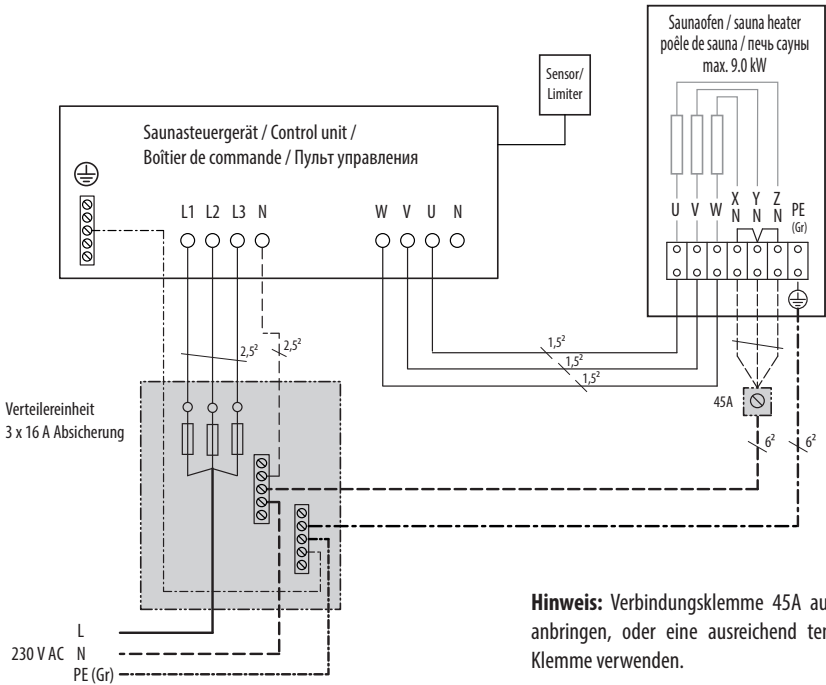 Saunaofen / sauna heater
poêle de sauna / печь сауны
max. 9.0 kW
Sensor/
Limiter
Saunasteuergerät / Control unit /
Boîtier de commande / Пульт управления
L1 L2 L3 N
W V U N
U V W X Y Z PE
N N N (Gr)
2,5² 2,5²
1,5²
1,5²
1,5²
Verteilereinheit
3 x 16 A Absicherung
45A
6² 6²
L
230 V AC N
PE (Gr)
Hinweis: Verbindungsklemme 45A au
anbringen, oder eine ausreichend ter
Klemme verwenden.